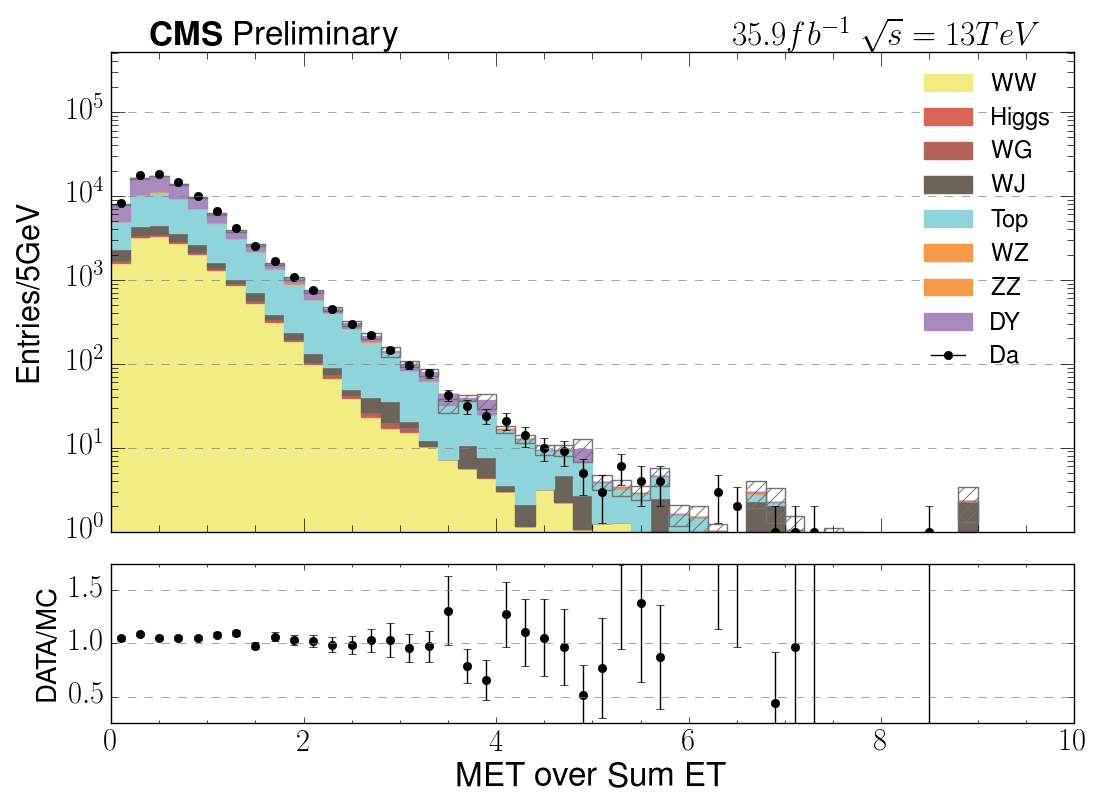 CMS Preliminary 35.9fb⁻¹ √s = 13TeV
WW
Higgs
WG
WJ
Top
WZ
ZZ
DY
Da
Entries/5GeV
10⁵
10⁴
10³
10²
10¹
10⁰
DATA/MC
1.5
1.0
0.5
0 2 4 6 8 10
MET over Sum ET